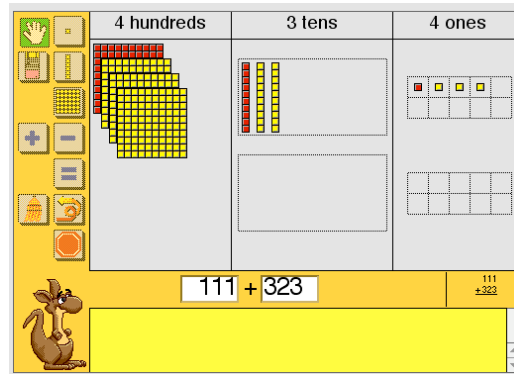 4 hundreds 3 tens 4 ones
111 + 323
111
+323